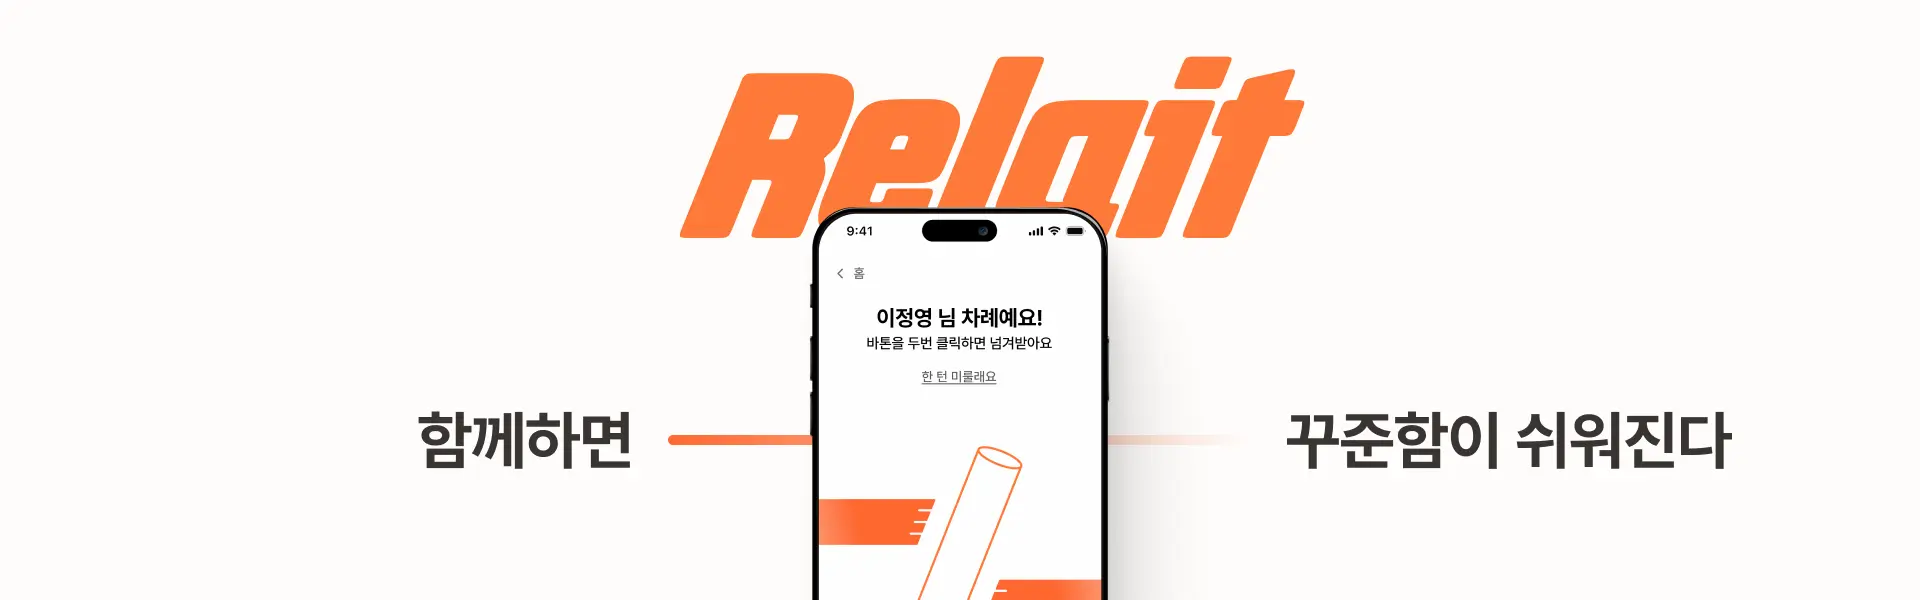 Relait
9:41
홈
이정영 님 차례예요!
바톤을 두번 클릭하면 넘겨받아요
한 턴 미룰래요
함께하면
꾸준함이 쉬워진다